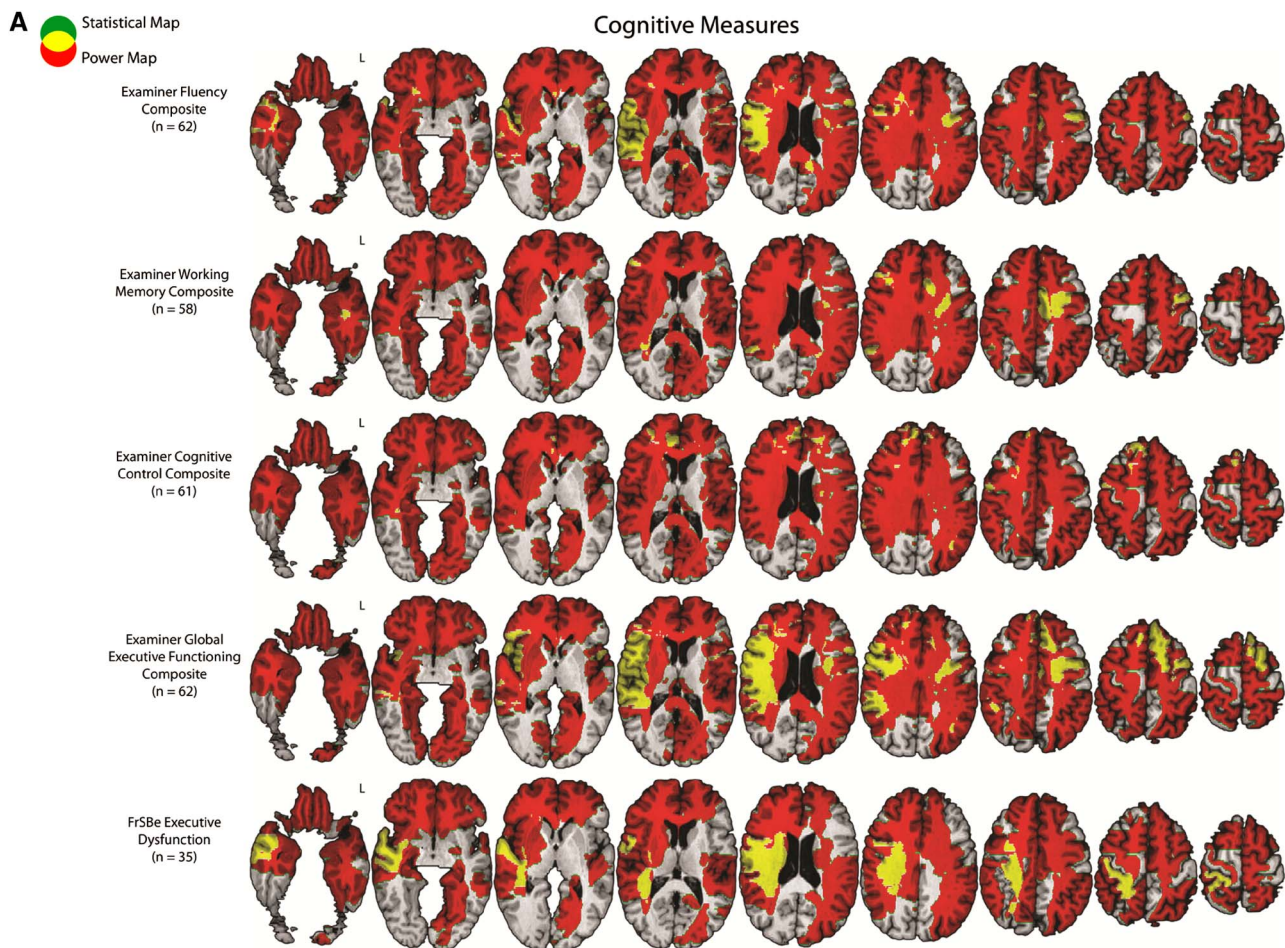 A
Statistical Map
Power Map
Cognitive Measures
L
Examiner Fluency
Composite
(n = 62)
L
Examiner Working
Memory Composite
(n = 58)
L
Examiner Cognitive
Control Composite
(n = 61)
L
Examiner Global
Executive Functioning
Composite
(n = 62)
L
FrSBe Executive
Dysfunction
(n = 35)